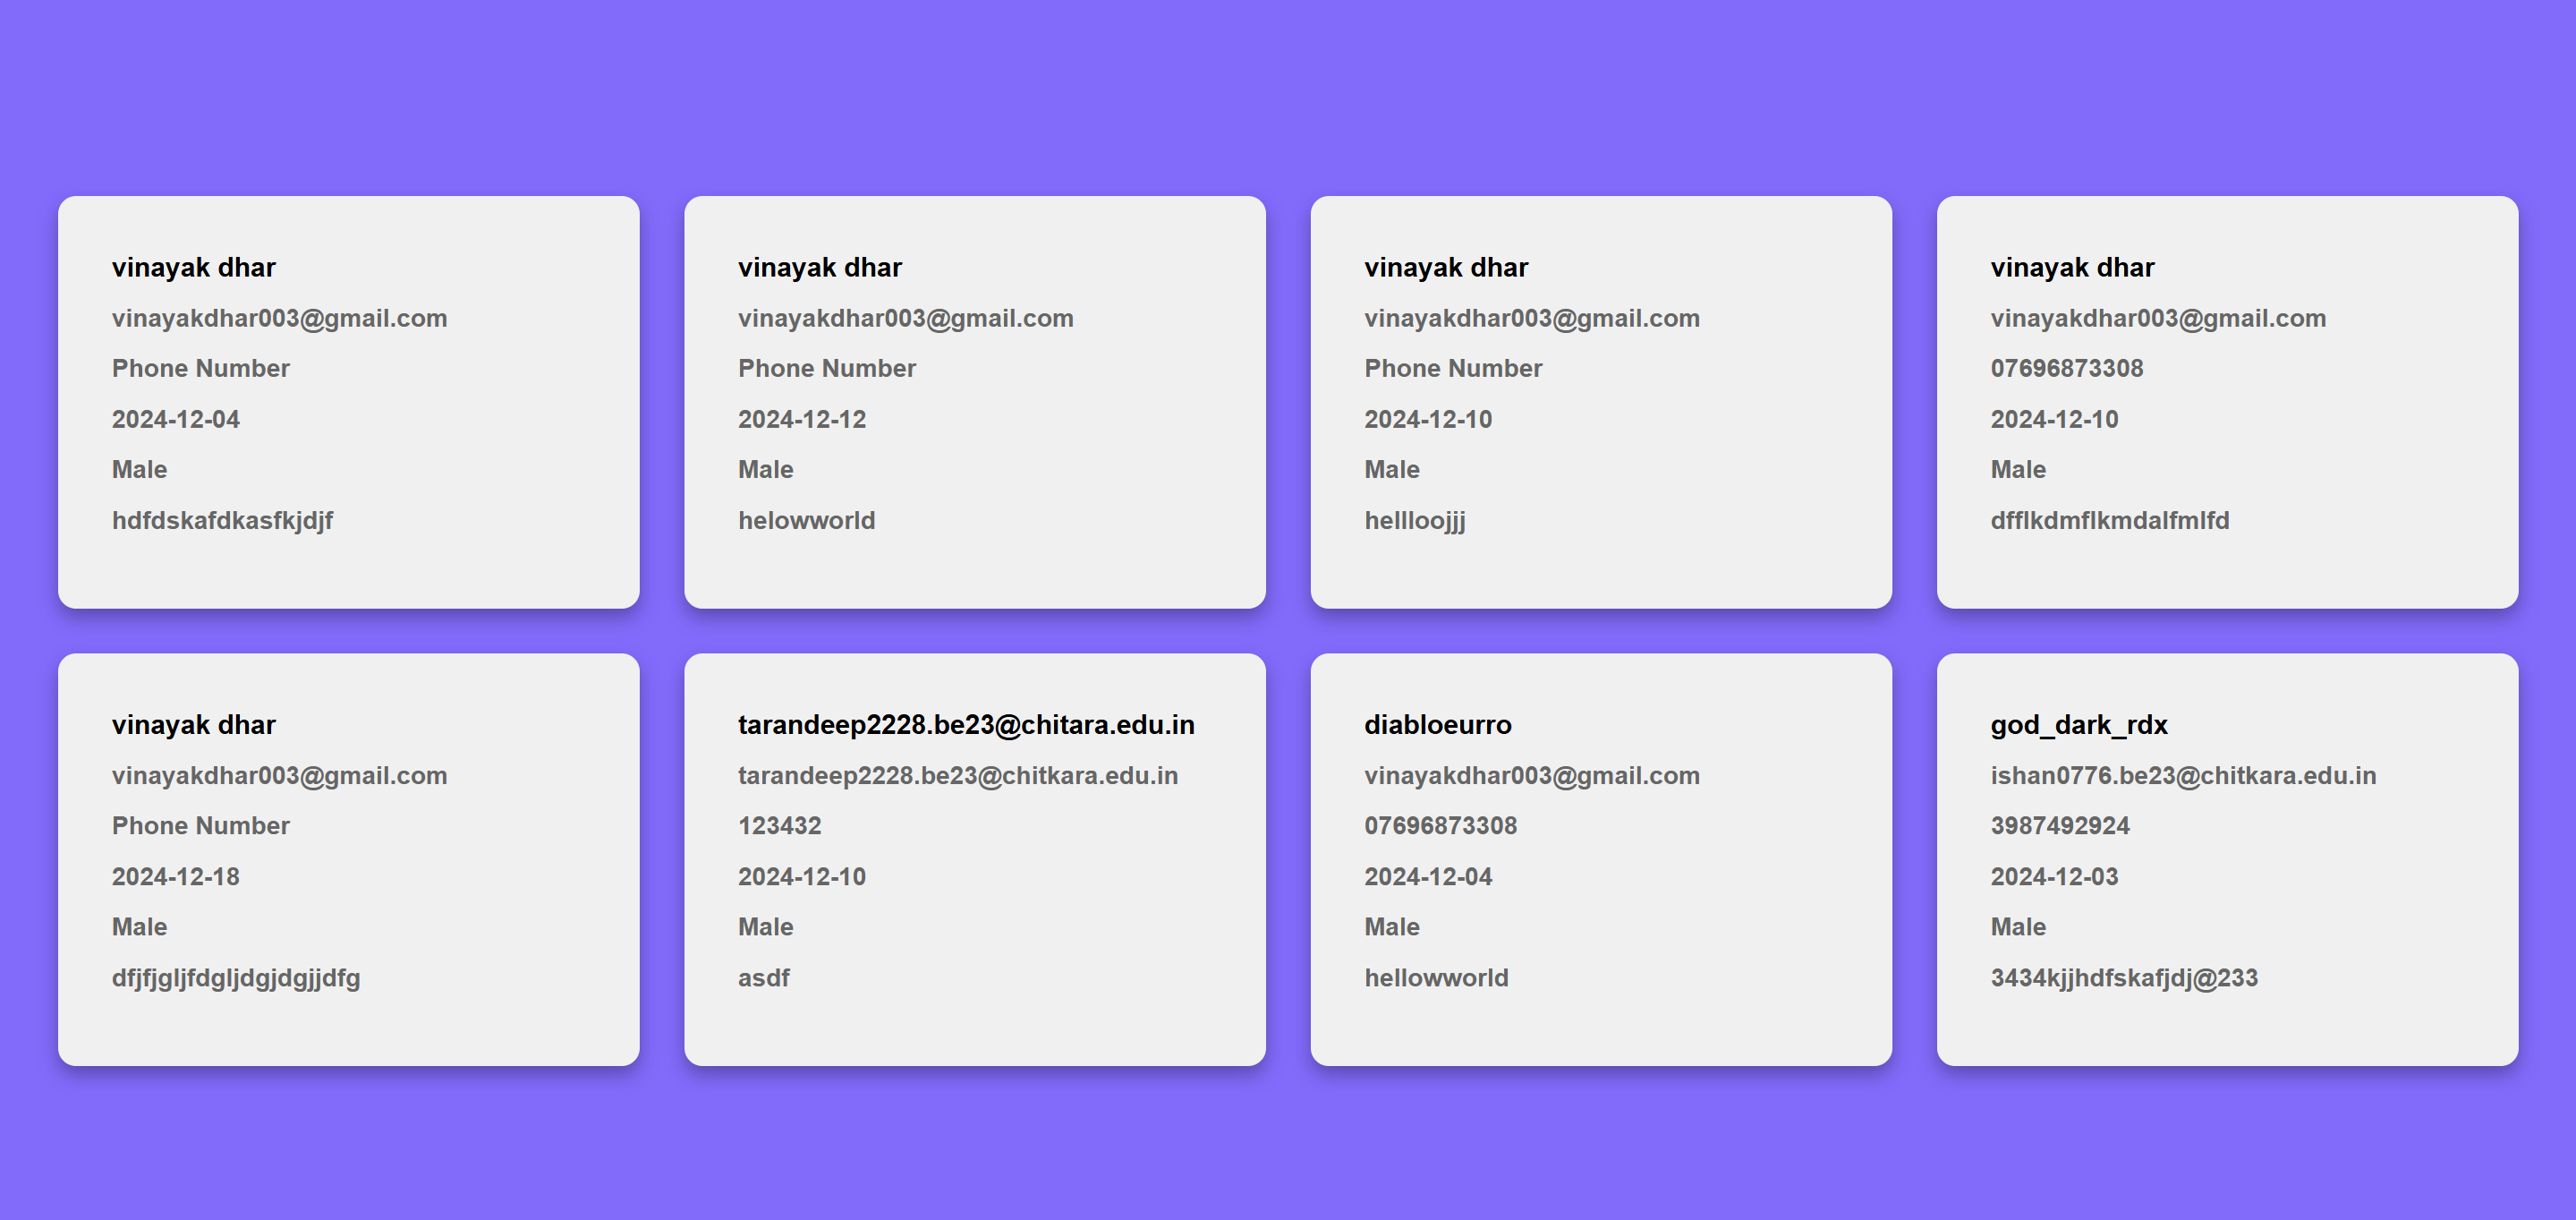 vinayak dhar
vinayakdhar003@gmail.com
Phone Number
2024-12-04
Male
hdfdskafdkasfkjdjf
vinayak dhar
vinayakdhar003@gmail.com
Phone Number
2024-12-12
Male
helowworld
vinayak dhar
vinayakdhar003@gmail.com
Phone Number
2024-12-10
Male
hellloojjj
vinayak dhar
vinayakdhar003@gmail.com
07696873308
2024-12-10
Male
dfflkdmflkmdalfmlfd
vinayak dhar
vinayakdhar003@gmail.com
Phone Number
2024-12-18
Male
dfjfjgljfdgljdgjdgjjdfg
tarandeep2228.be23@chitara.edu.in
tarandeep2228.be23@chitkara.edu.in
123432
2024-12-10
Male
asdf
diabloeurro
vinayakdhar003@gmail.com
07696873308
2024-12-04
Male
hellowworld
god_dark_rdx
ishan0776.be23@chitkara.edu.in
3987492924
2024-12-03
Male
3434kjjhdfskafjdj@233